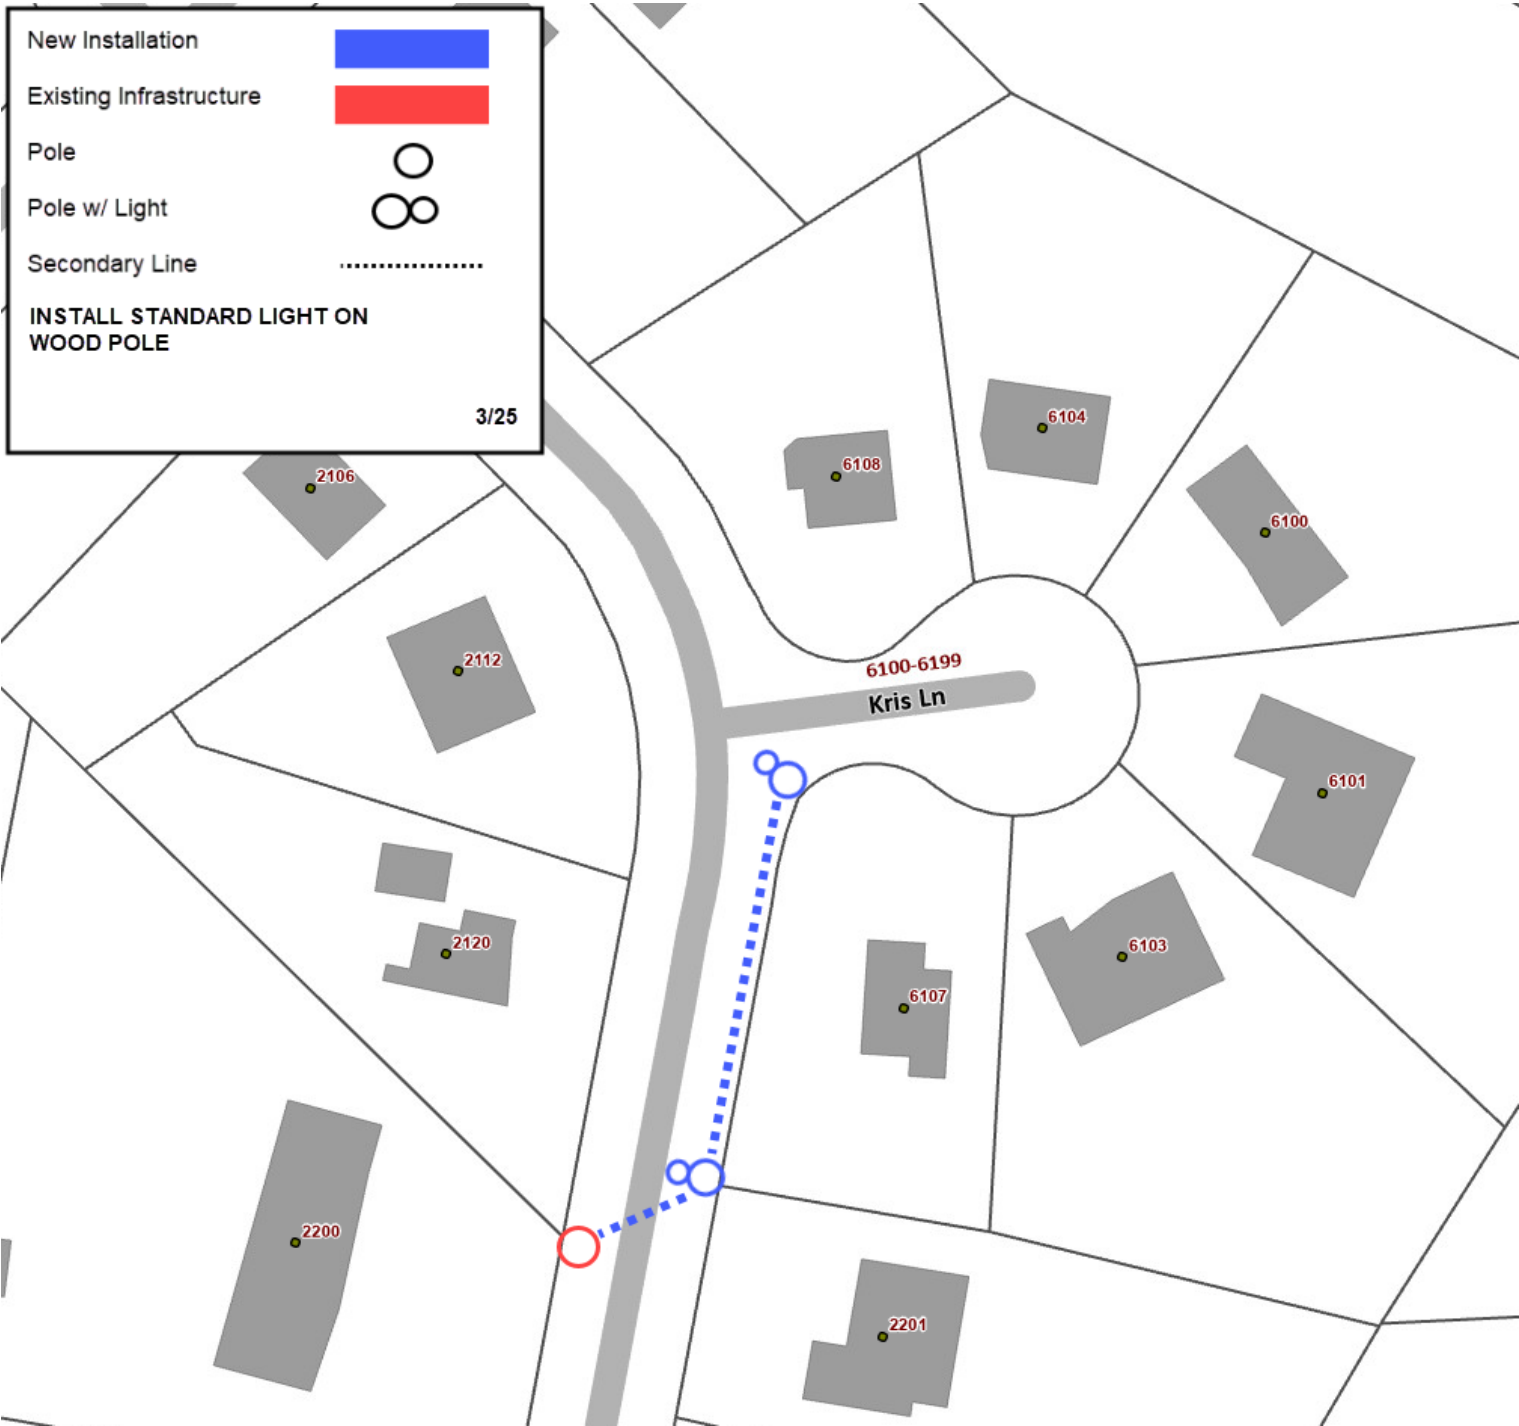 New Installation
Existing Infrastructure
Pole
Pole w/ Light
Secondary Line
INSTALL STANDARD LIGHT ON
WOOD POLE
3/25
6104
6108
2106
6100
2112
6100-6199
Kris Ln
6101
2120
6103
6107
2200
2201